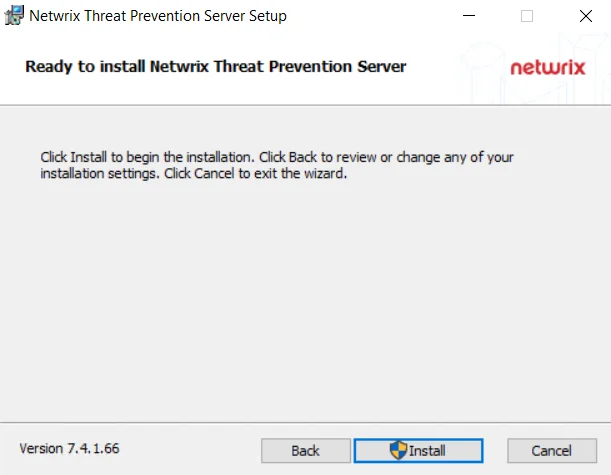 Netwrix Threat Prevention Server Setup
Ready to install Netwrix Threat Prevention Server
netwrix
Click Install to begin the installation. Click Back to review or change any of your
installation settings. Click Cancel to exit the wizard.
Version 7.4.1.66
Back
Install
Cancel